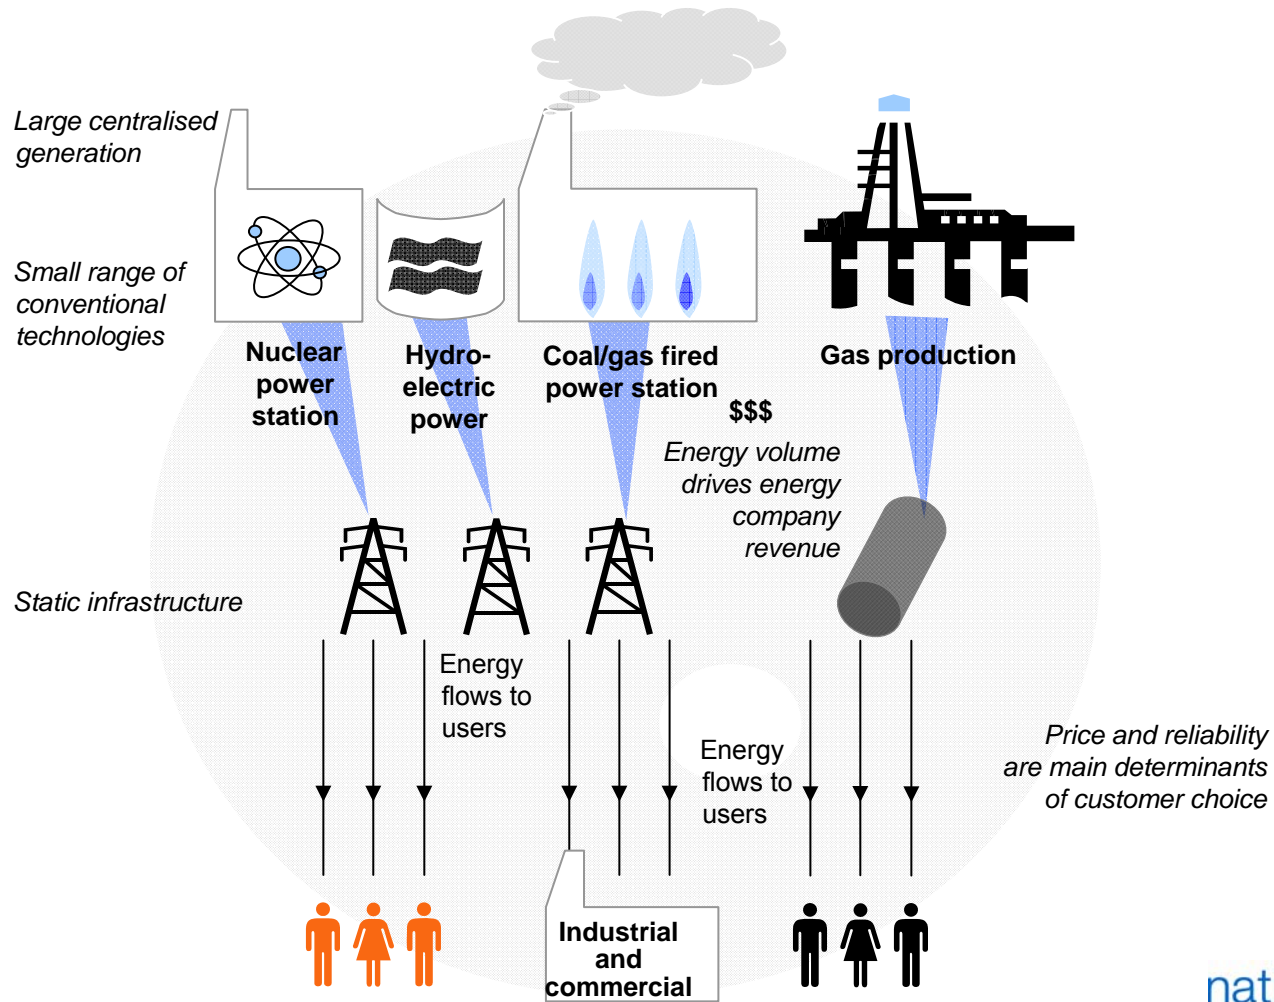 Large centralised
generation
Small range of
conventional
technologies
Nuclear
power
station
Hydro-
electric
power
Coal/gas fired
power station
Gas production
$$$
Energy volume
drives energy
company
revenue
Static infrastructure
Energy
flows to
users
Energy
flows to
users
Price and reliability
are main determinants
of customer choice
Industrial
and
commercial
nat